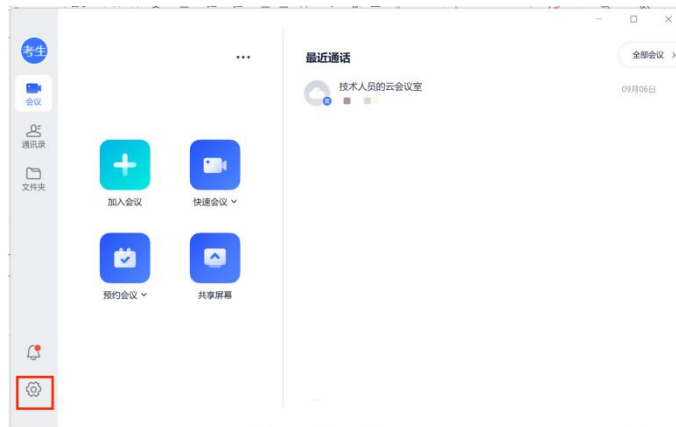 考生
会议
通讯录
文件夹
加入会议
快速会议
预约会议
共享屏幕
最近通话
全部会议
技术人员的云会议室
09月06日